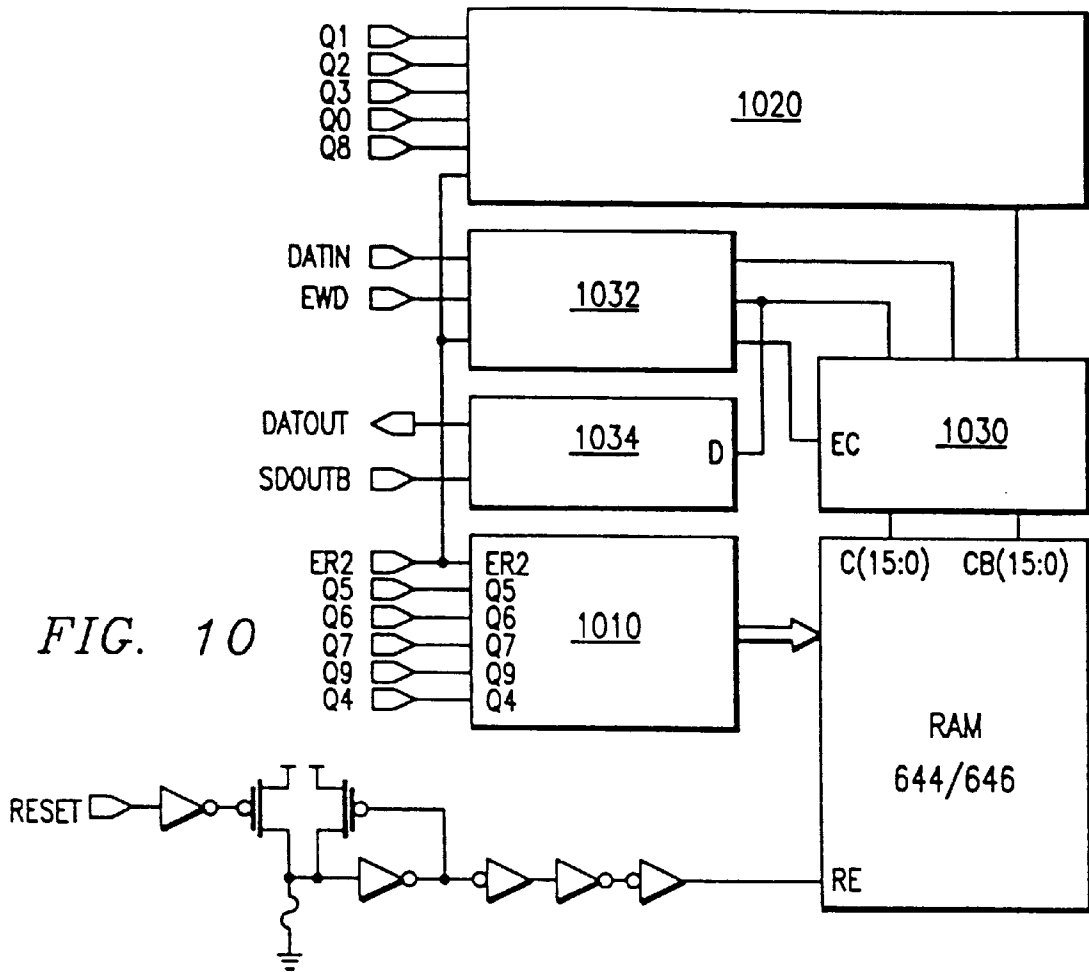 Q1
Q2
Q3
Q0
Q8
1020
DATIN
EWD
1032
DATOUT
SDOUTB
1034
D
EC
1030
ER2
Q5
Q6
Q7
Q9
Q4
ER2
Q5
Q6
Q7
Q9
Q4
1010
C(15:0) CB(15:0)
RAM
644/646
RE
FIG. 10
RESET